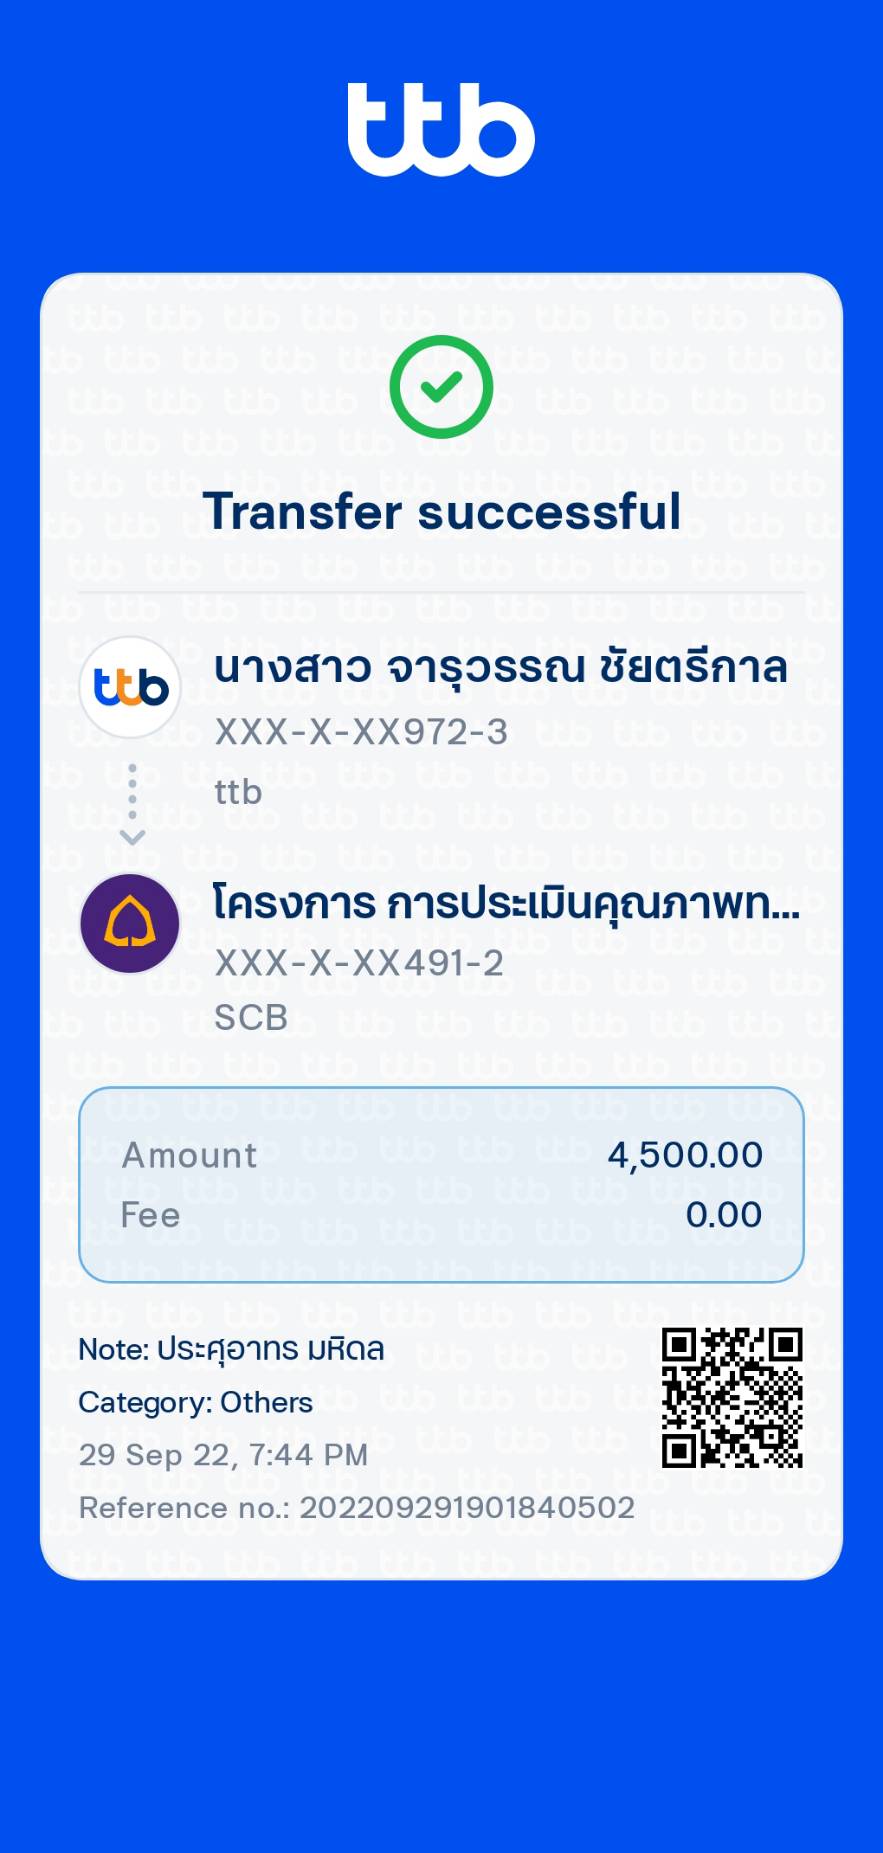 ttb
Transfer successful
ttb
นางสาว จารุวรรณ ชัยตรีกาล
XXX-X-XX972-3
ttb
โครงการ การประเมินคุณภาพท...
XXX-X-XX491-2
SCB
Amount 4,500.00
Fee 0.00
Note: ประศุอาทร มหิดล
Category: Others
29 Sep 22, 7:44 PM
Reference no.: 202209291901840502